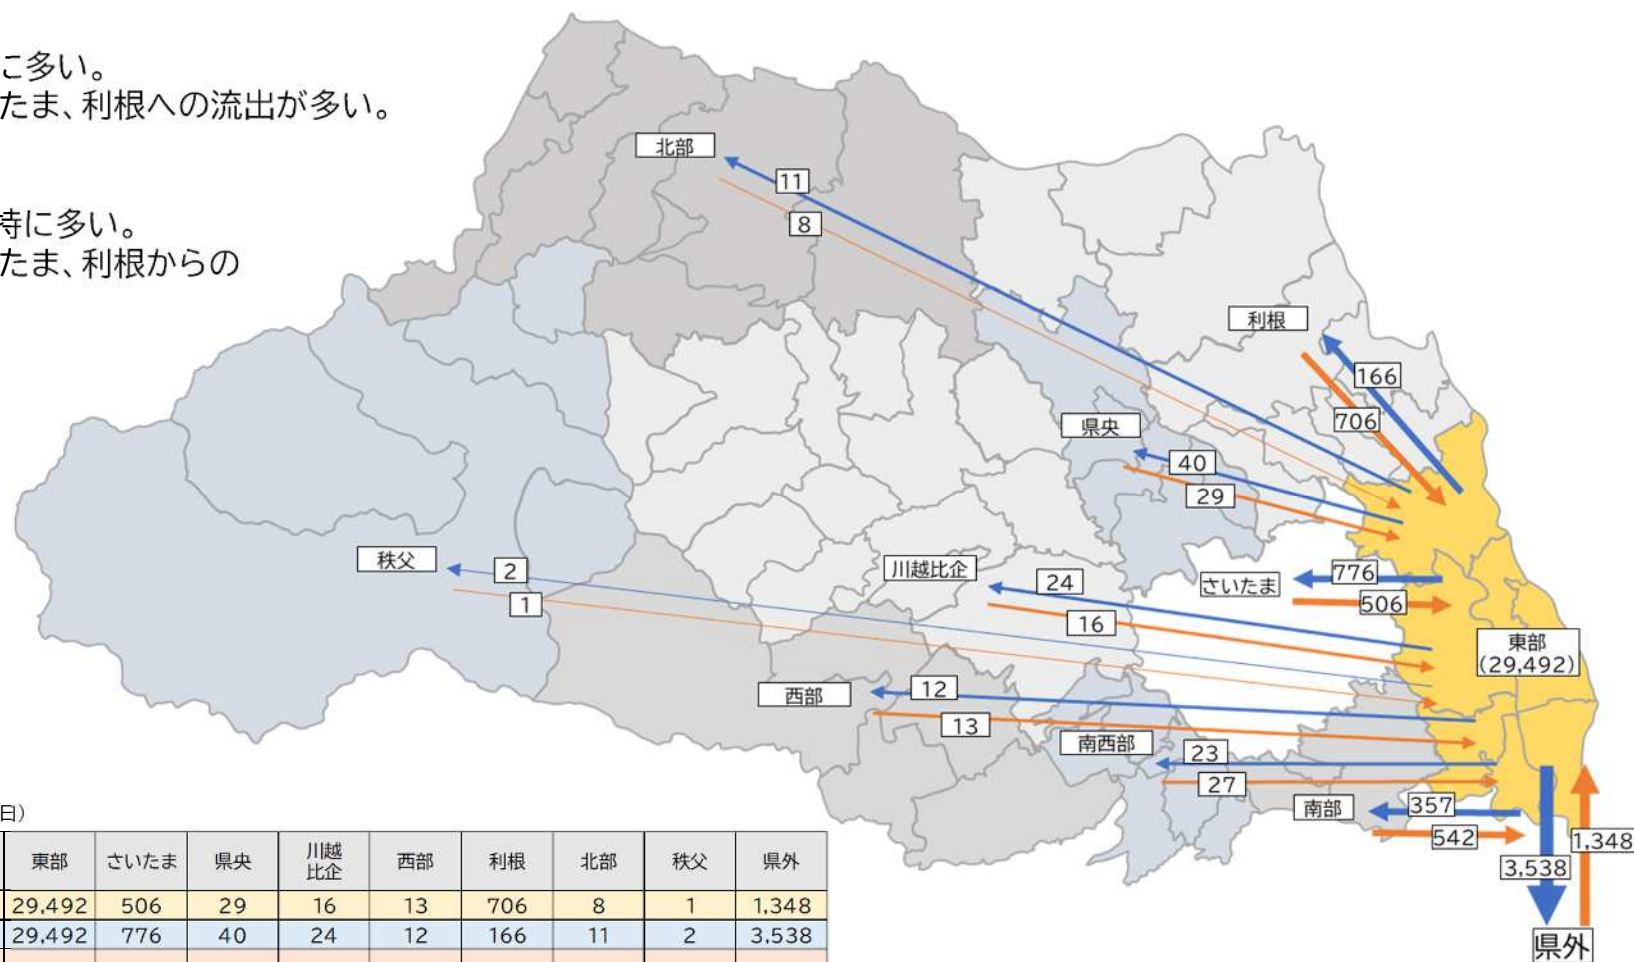 こ多い。
たま、利根への流出が多い。
特に多い。
たま、利根からの
北部
11
8
利根
166
706
県央
40
29
秩父
2
1
川越比企
24
16
さいたま
776
506
東部
(29,492)
西部
12
13
南西部
23
27
南部
357
542
3,538
1,348
県外
日）
東部 さいたま 県央 川越比企 西部 利根 北部 秩父 県外
29,492 506 29 16 13 706 8 1 1,348
29,492 776 40 24 12 166 11 2 3,538